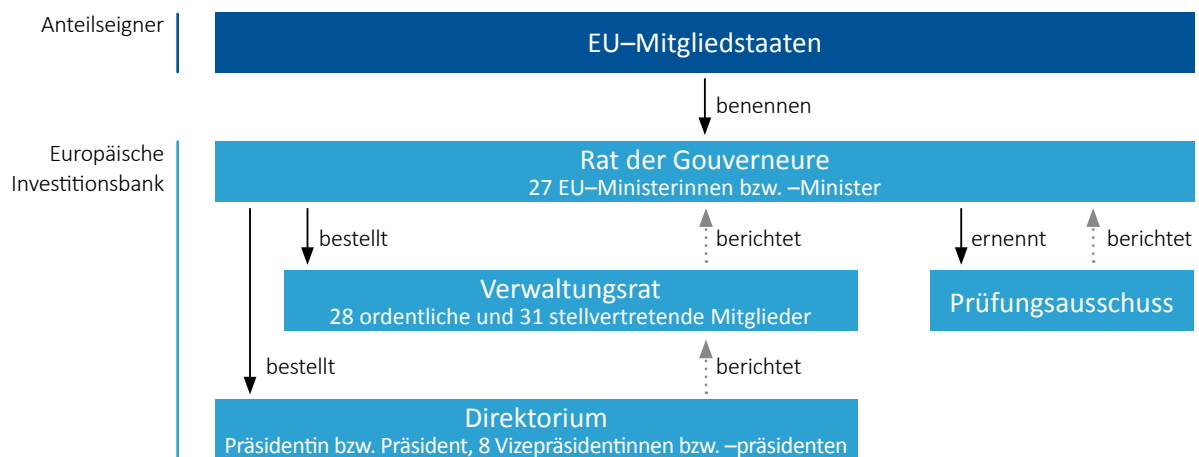 Anteilseigner
EU–Mitgliedstaaten
benennen
Europäische
Investitionsbank
Rat der Gouverneure
27 EU–Ministerinnen bzw. –Minister
bestellt
berichtet
ernennt
berichtet
Verwaltungsrat
28 ordentliche und 31 stellvertretende Mitglieder
Prüfungsausschuss
bestellt
berichtet
Direktorium
Präsidentin bzw. Präsident, 8 Vizepräsidentinnen bzw. –präsidenten